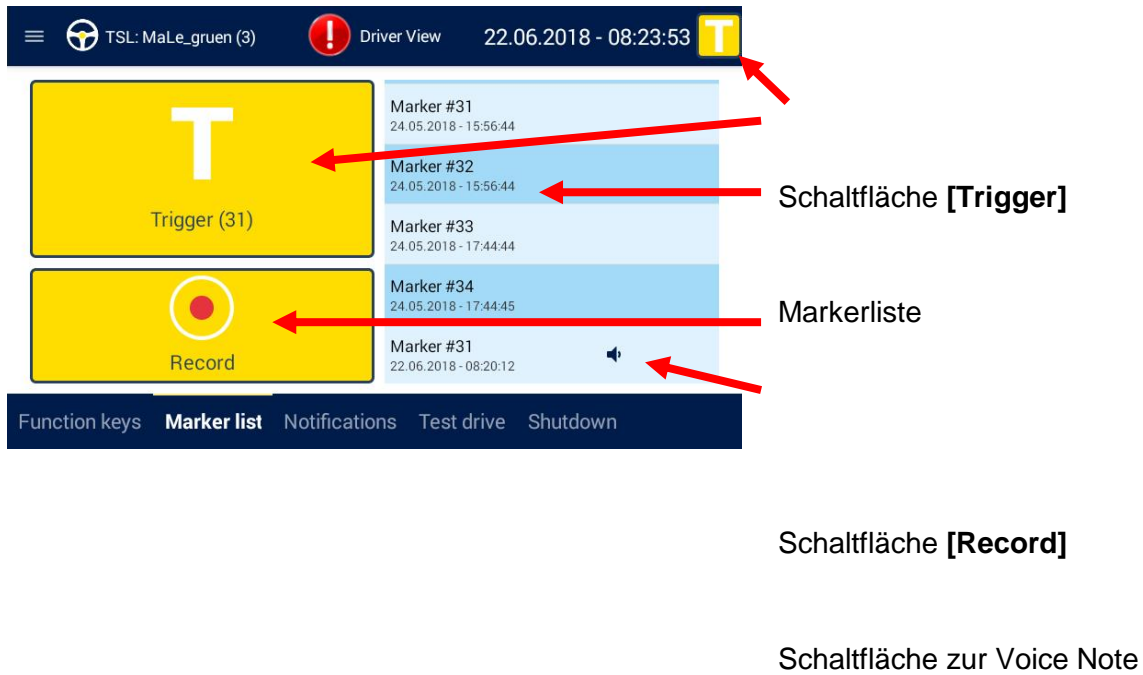 TSL: MaLe_gruen (3)
Driver View
22.06.2018 - 08:23:53
T
T
Trigger (31)
Record
Marker #31
24.05.2018 - 15:56:44
Marker #32
24.05.2018 - 15:56:44
Marker #33
24.05.2018 - 17:44:44
Marker #34
24.05.2018 - 17:44:45
Marker #31
22.06.2018 - 08:20:12
Function keys Marker list Notifications Test drive Shutdown
Schaltfläche [Trigger]
Markerliste
Schaltfläche [Record]
Schaltfläche zur Voice Note